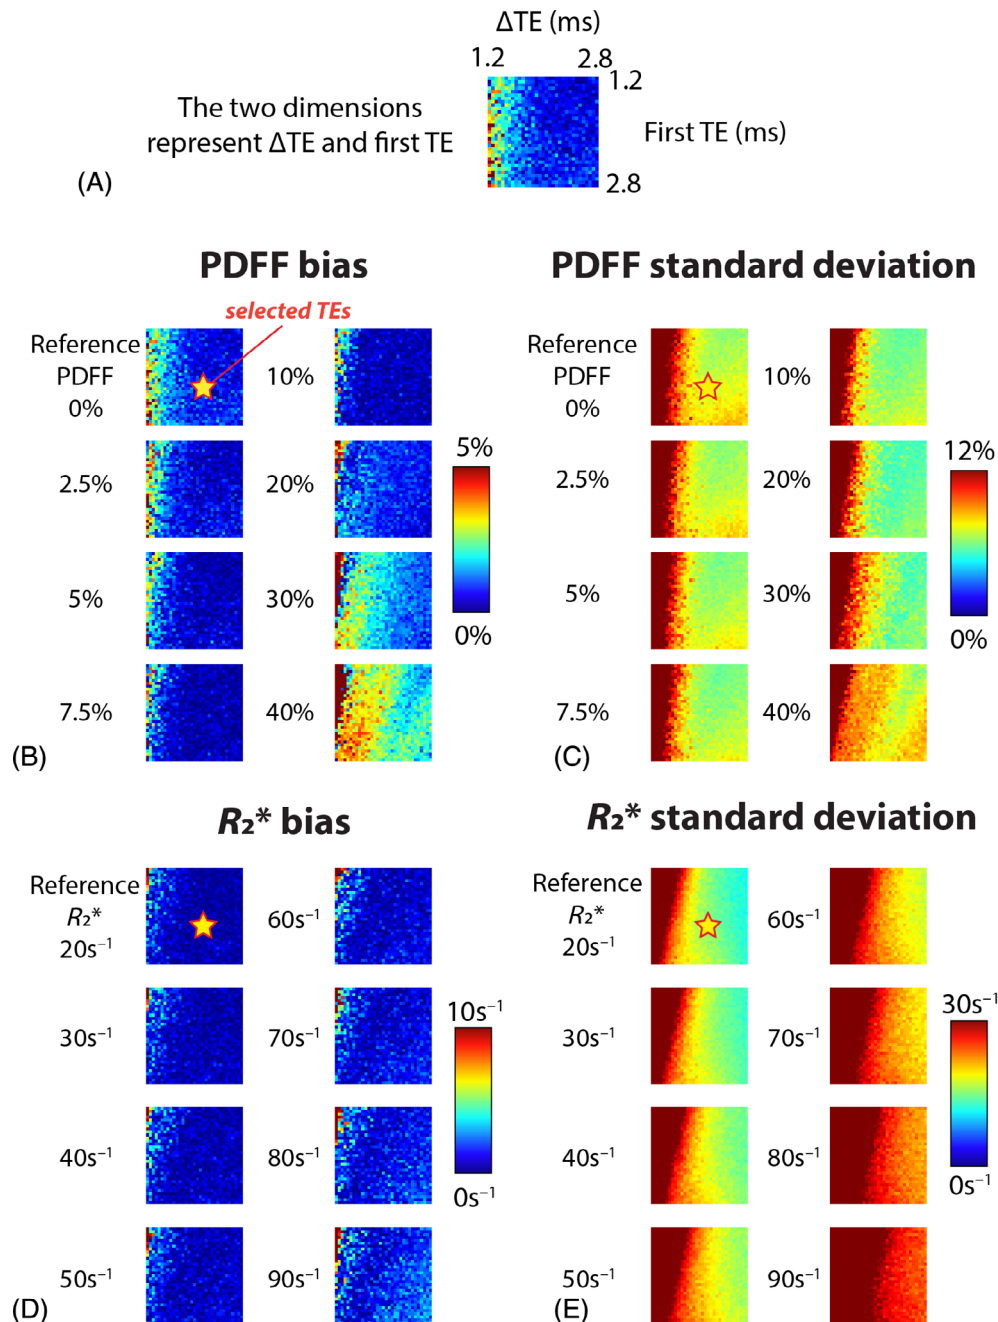 ΔTE (ms)
1.2 2.8
1.2
The two dimensions
represent ΔTE and first TE
First TE (ms)
2.8
(A)
PDFF bias
selected TEs
Reference
PDFF
0%
10%
2.5%
20%
5%
30%
7.5%
40%
5%
0%
(B)
PDFF standard deviation
Reference
PDFF
0%
10%
2.5%
20%
5%
30%
7.5%
40%
12%
0%
(C)
R₂* bias
Reference
R₂*
20s⁻¹
60s⁻¹
30s⁻¹
70s⁻¹
40s⁻¹
80s⁻¹
50s⁻¹
90s⁻¹
10s⁻¹
0s⁻¹
(D)
R₂* standard deviation
Reference
R₂*
20s⁻¹
60s⁻¹
30s⁻¹
70s⁻¹
40s⁻¹
80s⁻¹
50s⁻¹
90s⁻¹
30s⁻¹
0s⁻¹
(E)